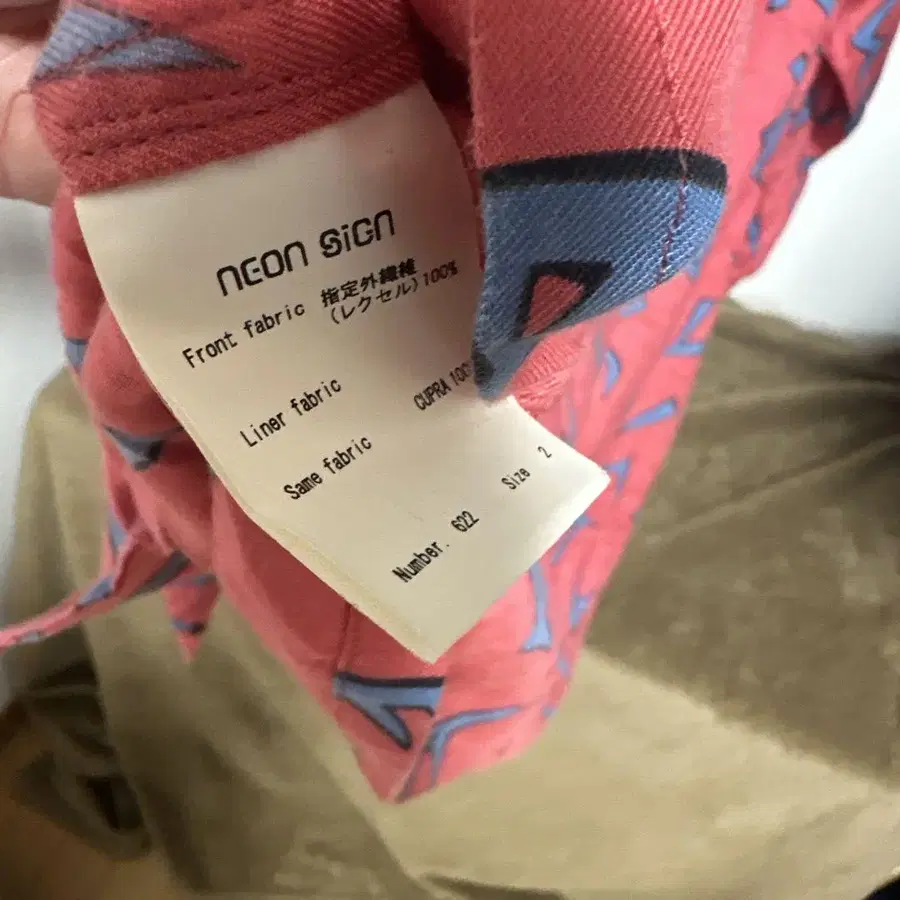 NEON SiGN
Front fabric 指定外繊維
(レクセル)100%
Liner fabric
CUPRA 100
Same fabric
Number. 622 Size 2